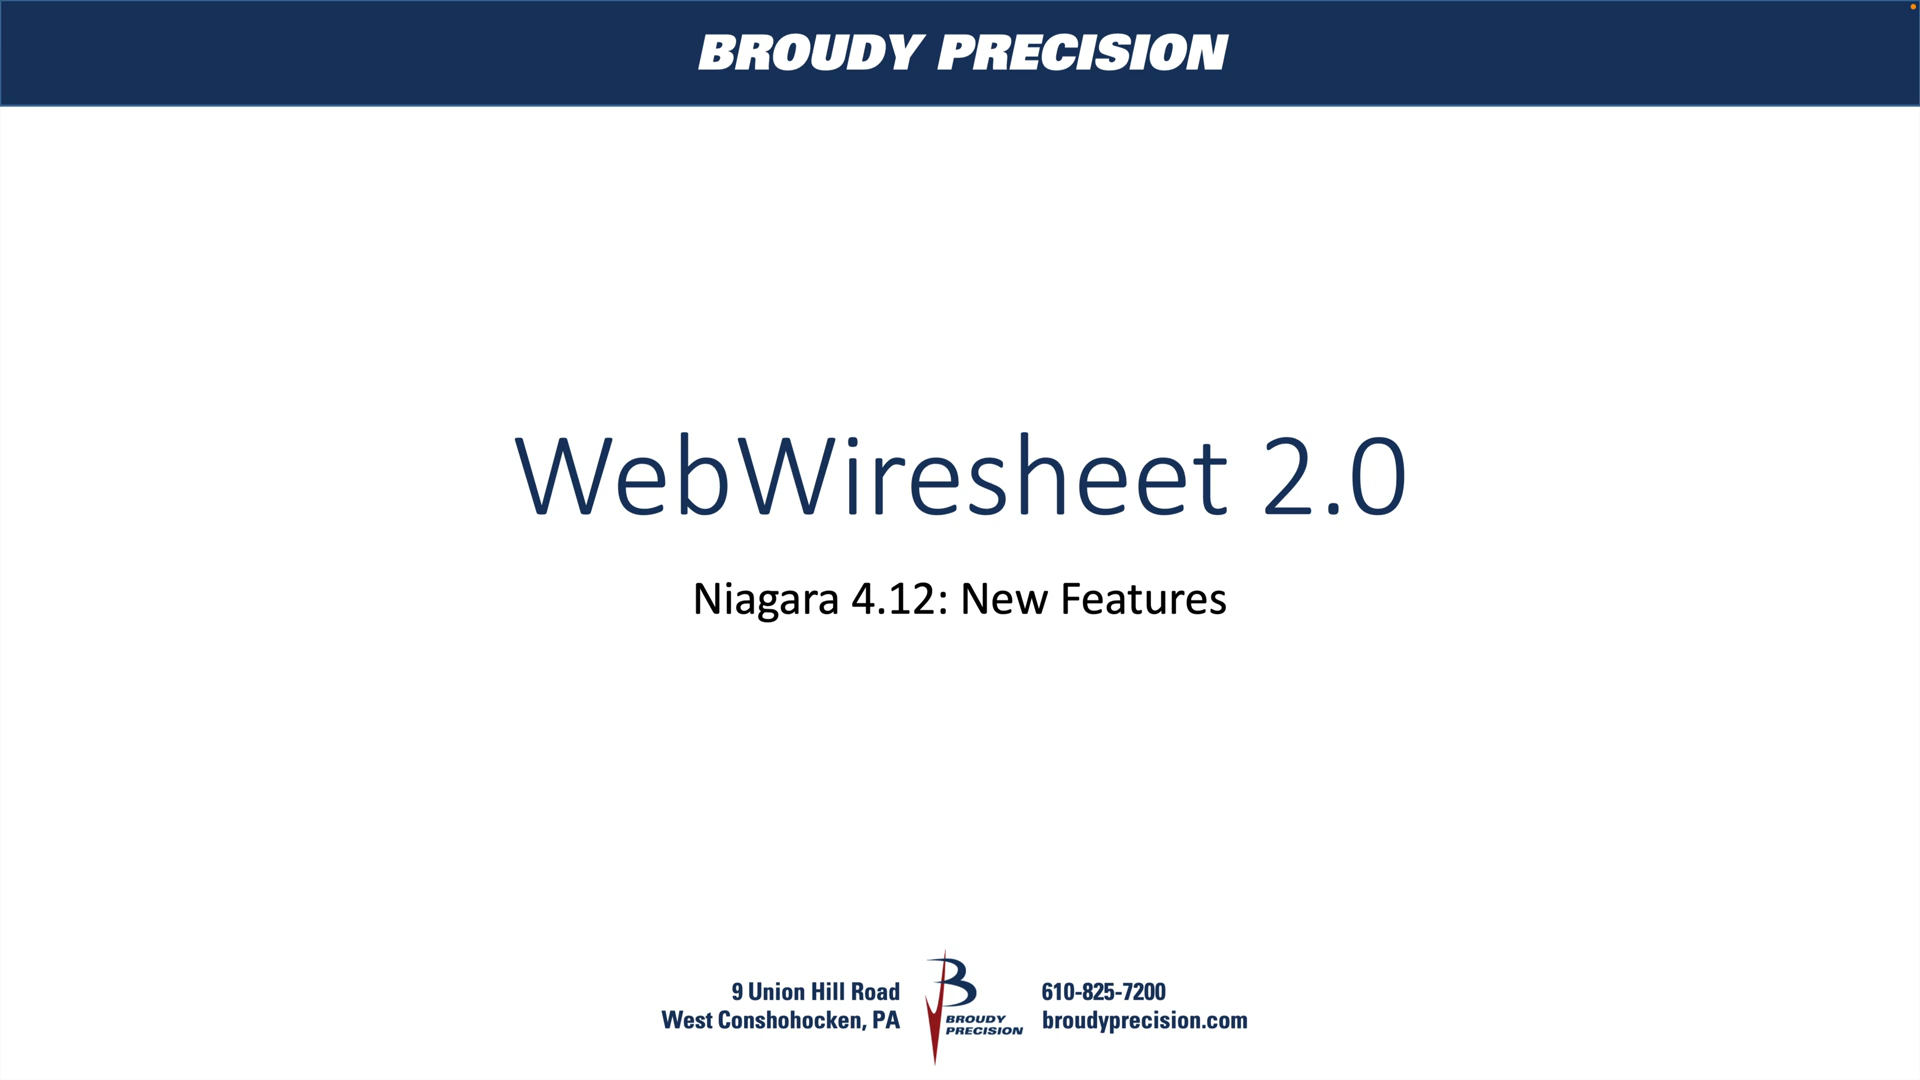 BROUDY PRECISION
WebWiresheet 2.0
Niagara 4.12: New Features
9 Union Hill Road
West Conshohocken, PA
B
BROUDY
PRECISION
610-825-7200
broudyprecision.com